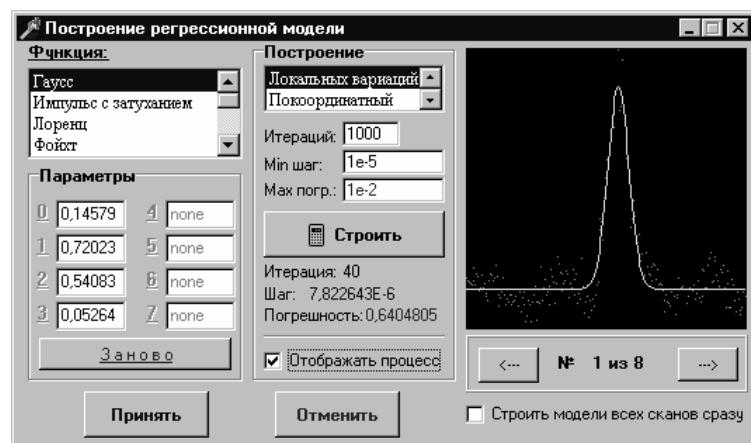 Построение регрессионной модели
Функция:
Гаусс
Импульс с затуханием
Лоренц
Фойхт
Параметры
0 0,14579 4 none
1 0,72023 5 none
2 0,54083 6 none
3 0,05264 7 none
Заново
Построение
Локальных вариаций
Покоординатный
Итераций: 1000
Min шаг: 1e-5
Max погр.: 1e-2
Строить
Итерация: 40
Шаг: 7,822643E-6
Погрешность: 0,6404805
Отображать процесс
<--- № 1 из 8 --->
Принять
Отменить
Строить модели всех сканов сразу